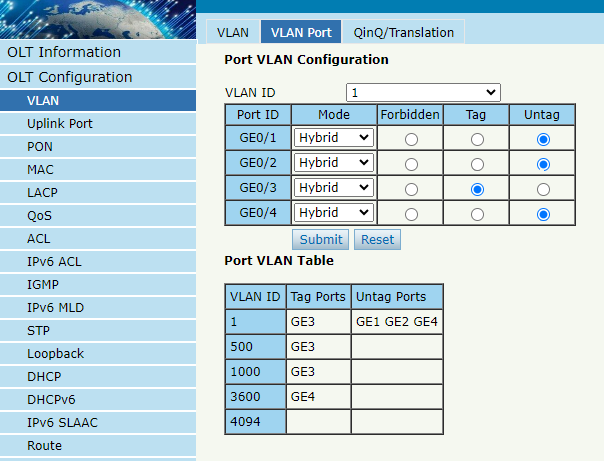 VLAN VLAN Port QinQ/Translation
OLT Information
OLT Configuration
VLAN
Uplink Port
PON
MAC
LACP
QoS
ACL
IPv6 ACL
IGMP
IPv6 MLD
STP
Loopback
DHCP
DHCPv6
IPv6 SLAAC
Route
Port VLAN Configuration
VLAN ID 1
Port ID Mode Forbidden Tag Untag
GE0/1 Hybrid
GE0/2 Hybrid
GE0/3 Hybrid
GE0/4 Hybrid
Submit Reset
Port VLAN Table
VLAN ID Tag Ports Untag Ports
1 GE3 GE1 GE2 GE4
500 GE3
1000 GE3
3600 GE4
4094